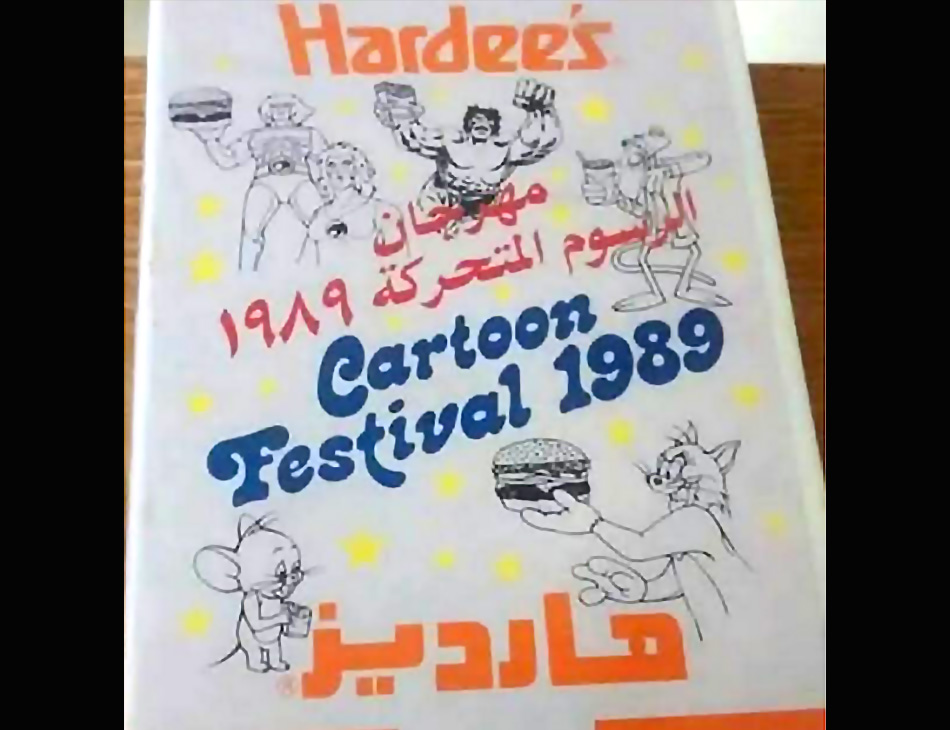 Hardee's
مهرجان
الرسوم المتحركة ١٩٨٩
Cartoon
Festival 1989
هارديز®